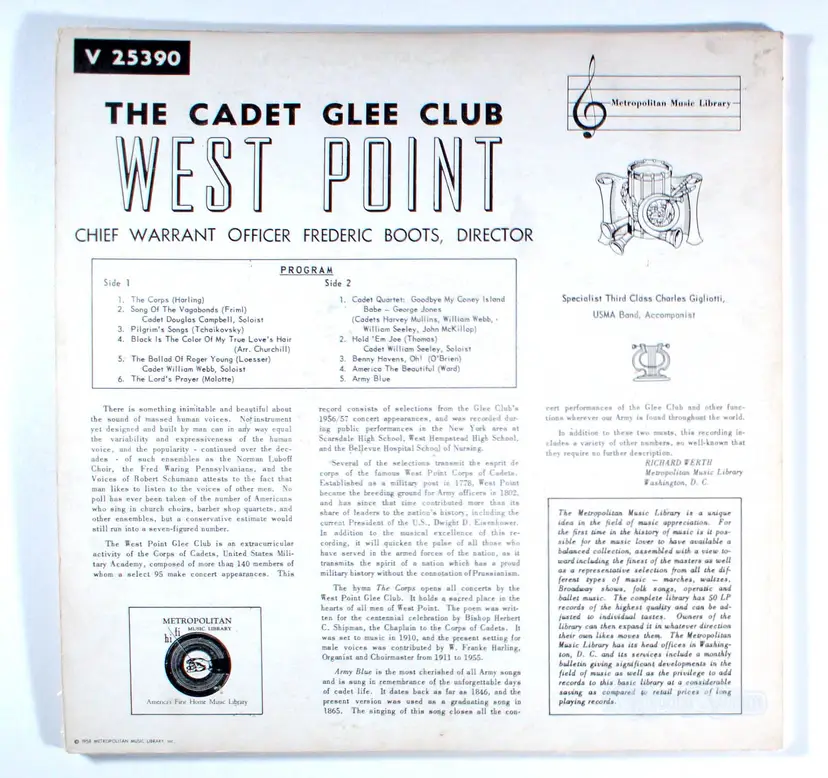 V 25390
THE CADET GLEE CLUB
WEST POINT
CHIEF WARRANT OFFICER FREDERIC BOOTS, DIRECTOR
Metropolitan Music Library
PROGRAM
Side 1
1. The Corps (Harling)
2. Song Of The Vagabonds (Friml)
Cadet Douglas Campbell, Soloist
3. Pilgrim's Songs (Tchaikovsky)
4. Black Is The Color Of My True Love's Hair
(Arr. Churchill)
5. The Ballad Of Roger Young (Loesser)
Cadet William Webb, Soloist
6. The Lord's Prayer (Malotte)
Side 2
1. Cadet Quartet: Goodbye My Coney Island
Babe – George Jones
(Cadets Harvey Mullins, William Webb,
William Seeley, John McKillop)
2. Hold 'Em Joe (Thomas)
Cadet William Seeley, Soloist
3. Benny Havens, Oh! (O'Brien)
4. America The Beautiful (Ward)
5. Army Blue
Specialist Third Class Charles Gigliotti,
USMA Band, Accompanist
There is something inimitable and beautiful about
the sound of massed human voices. No instrument
yet designed and built by man can in any way equal
the variability and expressiveness of the human
voice, and the popularity - continued over the dec-
ades - of such ensembles as the Norman Luboff
Choir, the Fred Waring Pennsylvanians, and the
Voices of Robert Shumann attests to the fact that
man likes to listen to the voices of other men. No
poll has ever been taken of the number of Americans
who sing in church choirs, barber shop quartets, and
other ensembles, but a conservative estimate would
still run into a seven-figured number.
The West Point Glee Club is an extracurricular
activity of the Corps of Cadets, United States Mili-
tary Academy, composed of more than 140 members of
whom a select 95 make concert appearances. This
record consists of selections from the Glee Club's
1956/57 concert appearances, and was recorded dur-
ing public performances in the New York area at
Scarsdale High School, West Hempstead High School,
and the Bellevue Hospital School of Nursing.
Several of the selections transmit the esprit de
corps of the famous West Point Corps of Cadets.
Established as a military post in 1778, West Point
became the breeding ground for Army officers in 1802,
and has since that time contributed more than its
share of leaders to the nation's history, including the
current President of the U.S., Dwight D. Eisenhower.
In addition to the musical excellence of this re-
cording, it will quicken the pulse of all those who
have served in the armed forces of the nation, as it
transmits the spirit of a nation which has a proud
military history without the connotation of Prussianism.
The hymn The Corps opens all concerts by the
West Point Glee Club. It holds a sacred place in the
hearts of all men of West Point. The poem was writ-
ten for the centennial celebration by Bishop Herbert
C. Shipman, the Chaplain to the Corps of Cadets. It
was set to music in 1910, and the present setting for
male voices was contributed by W. Franke Harling,
Organist and Choirmaster from 1911 to 1955.
Army Blue is the most cherished of all Army songs
and is sung in remembrance of the unforgettable days
of cadet life. It dates back as far as 1846, and the
present version was used as a graduating song in
1865. The singing of this song closes all the con-
cert performances of the Glee Club and other func-
tions wherever our Army is found throughout the world.
In addition to these two musts, this recording in-
cludes a variety of other numbers, so well-known that
they require no further description.
RICHARD WERTH
Metropolitan Music Library
Washington, D. C.
The Metropolitan Music Library is a unique
idea in the field of music appreciation. For
the first time in the history of music is it pos-
sible for the music lover to have available a
balanced collection, assembled with a view to-
ward including the finest of the masters as well
as a representative selection from all the dif-
ferent types of music – marches, waltzes,
Broadway shows, folk songs, operatic and
ballet music. The complete library has 50 LP
records of the highest quality and can be ad-
justed to individual tastes. Owners of the
library can then expand it in whatever direction
their own likes moves them. The Metropolitan
Music Library has its head offices in Washing-
ton, D. C. and its services include a monthly
bulletin giving significant developments in the
field of music as well as the privilege to add
records to this basic library at a considerable
saving as compared to retail prices of long
playing records.
METROPOLITAN
MUSIC LIBRARY
hi fi
America's First Home Music Library
© 1958 METROPOLITAN MUSIC LIBRARY, INC.